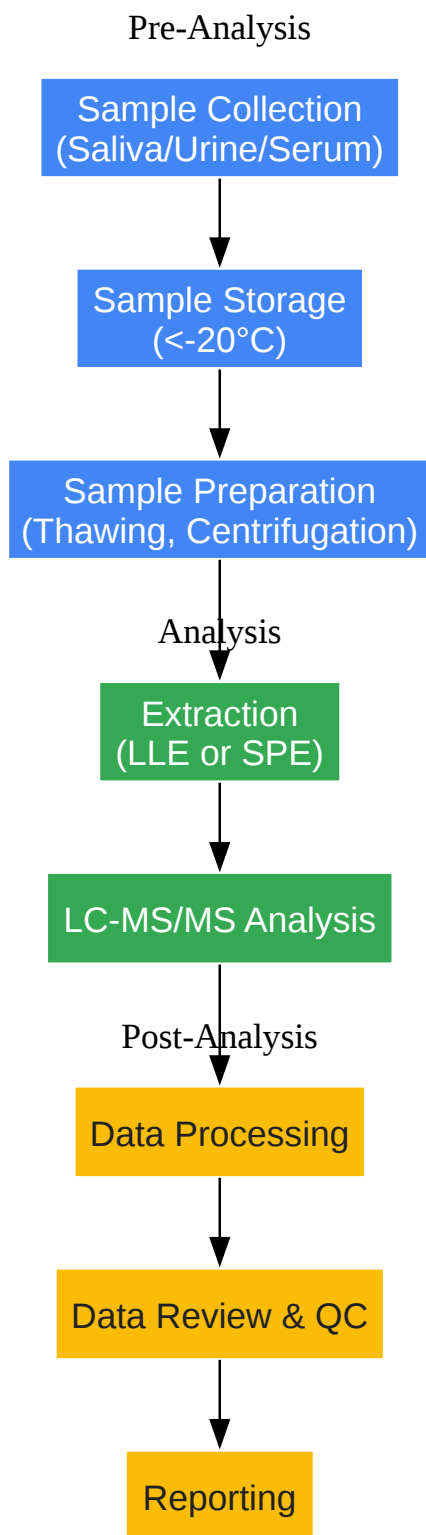 Pre-Analysis
Sample Collection
(Saliva/Urine/Serum)
Sample Storage
(<-20°C)
Sample Preparation
(Thawing, Centrifugation)
Analysis
Extraction
(LLE or SPE)
LC-MS/MS Analysis
Post-Analysis
Data Processing
Data Review & QC
Reporting